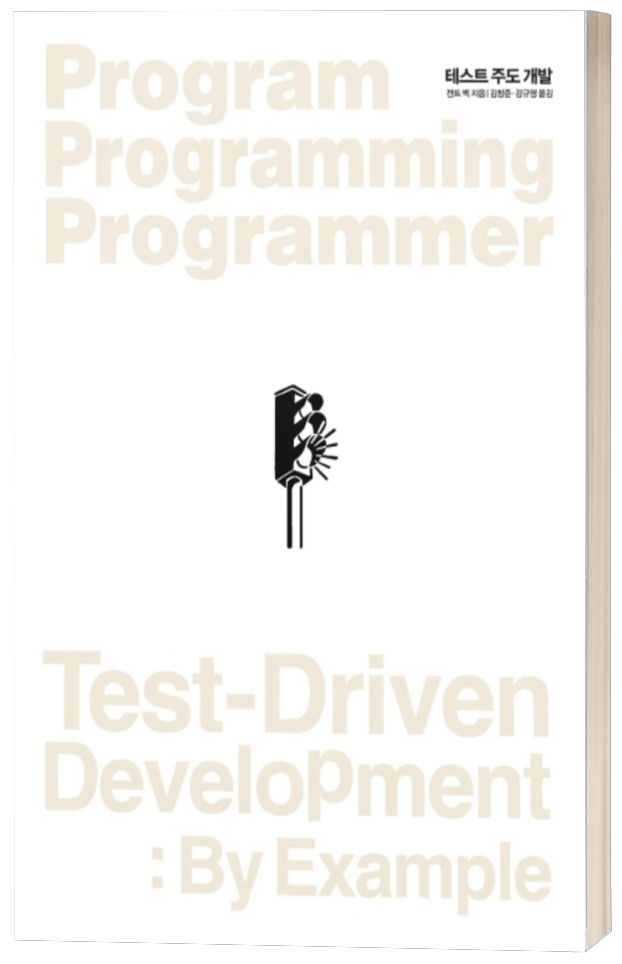 Program
테스트 주도 개발
켄트 벡 지음 | 김창준·강규영 옮김
Programming
Programmer
Test-Driven
Development
: By Example